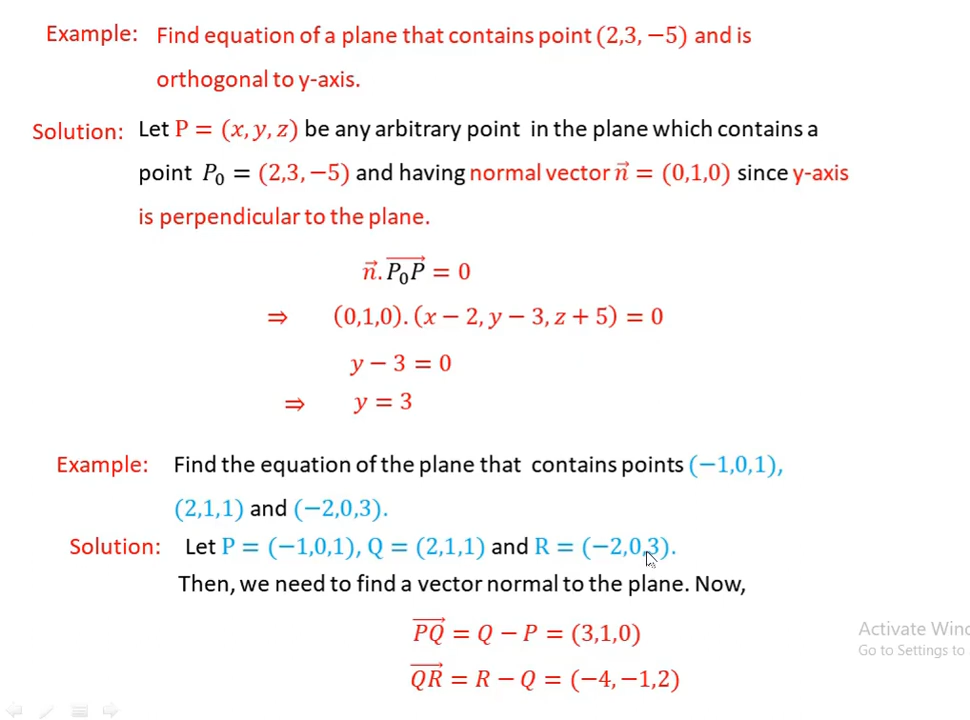 Example: Find equation of a plane that contains point (2,3, −5) and is
orthogonal to y-axis.
Solution: Let P = (x, y, z) be any arbitrary point in the plane which contains a
point P₀ = (2,3, −5) and having normal vector n⃗ = (0,1,0) since y-axis
is perpendicular to the plane.
n⃗. P₀P⃗ = 0
⇒ (0,1,0). (x − 2, y − 3, z + 5) = 0
y − 3 = 0
⇒ y = 3
Example: Find the equation of the plane that contains points (−1,0,1),
(2,1,1) and (−2,0,3).
Solution: Let P = (−1,0,1), Q = (2,1,1) and R = (−2,0,3).
Then, we need to find a vector normal to the plane. Now,
PQ⃗ = Q − P = (3,1,0)
QR⃗ = R − Q = (−4, −1,2)
Activate Wind
Go to Settings to